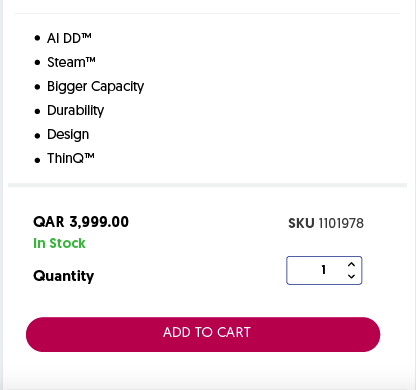 • AI DD™
• Steam™
• Bigger Capacity
• Durability
• Design
• ThinQ™
QAR 3,999.00
SKU 1101978
In Stock
Quantity
1
ADD TO CART